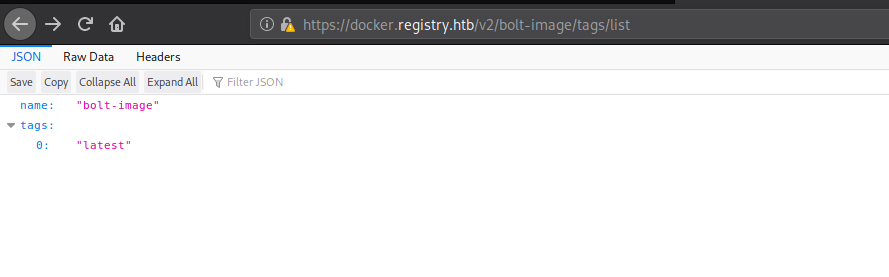 https://docker.registry.htb/v2/bolt-image/tags/list
JSON Raw Data Headers
Save Copy Collapse All Expand All Filter JSON
name: "bolt-image"
tags:
0: "latest"